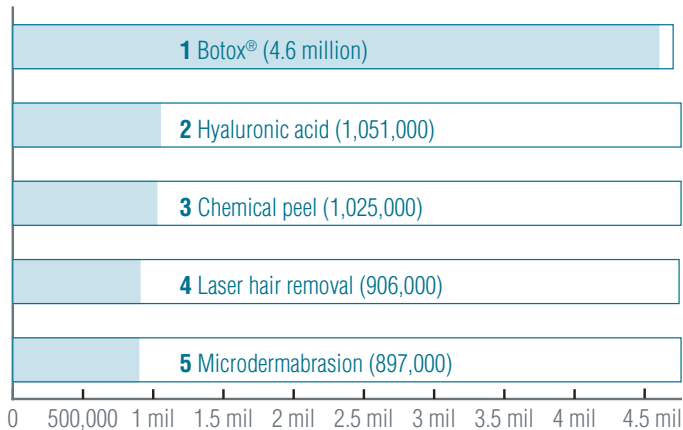 1 Botox® (4.6 million)
2 Hyaluronic acid (1,051,000)
3 Chemical peel (1,025,000)
4 Laser hair removal (906,000)
5 Microdermabrasion (897,000)
0 500,000 1 mil 1.5 mil 2 mil 2.5 mil 3 mil 3.5 mil 4 mil 4.5 mil